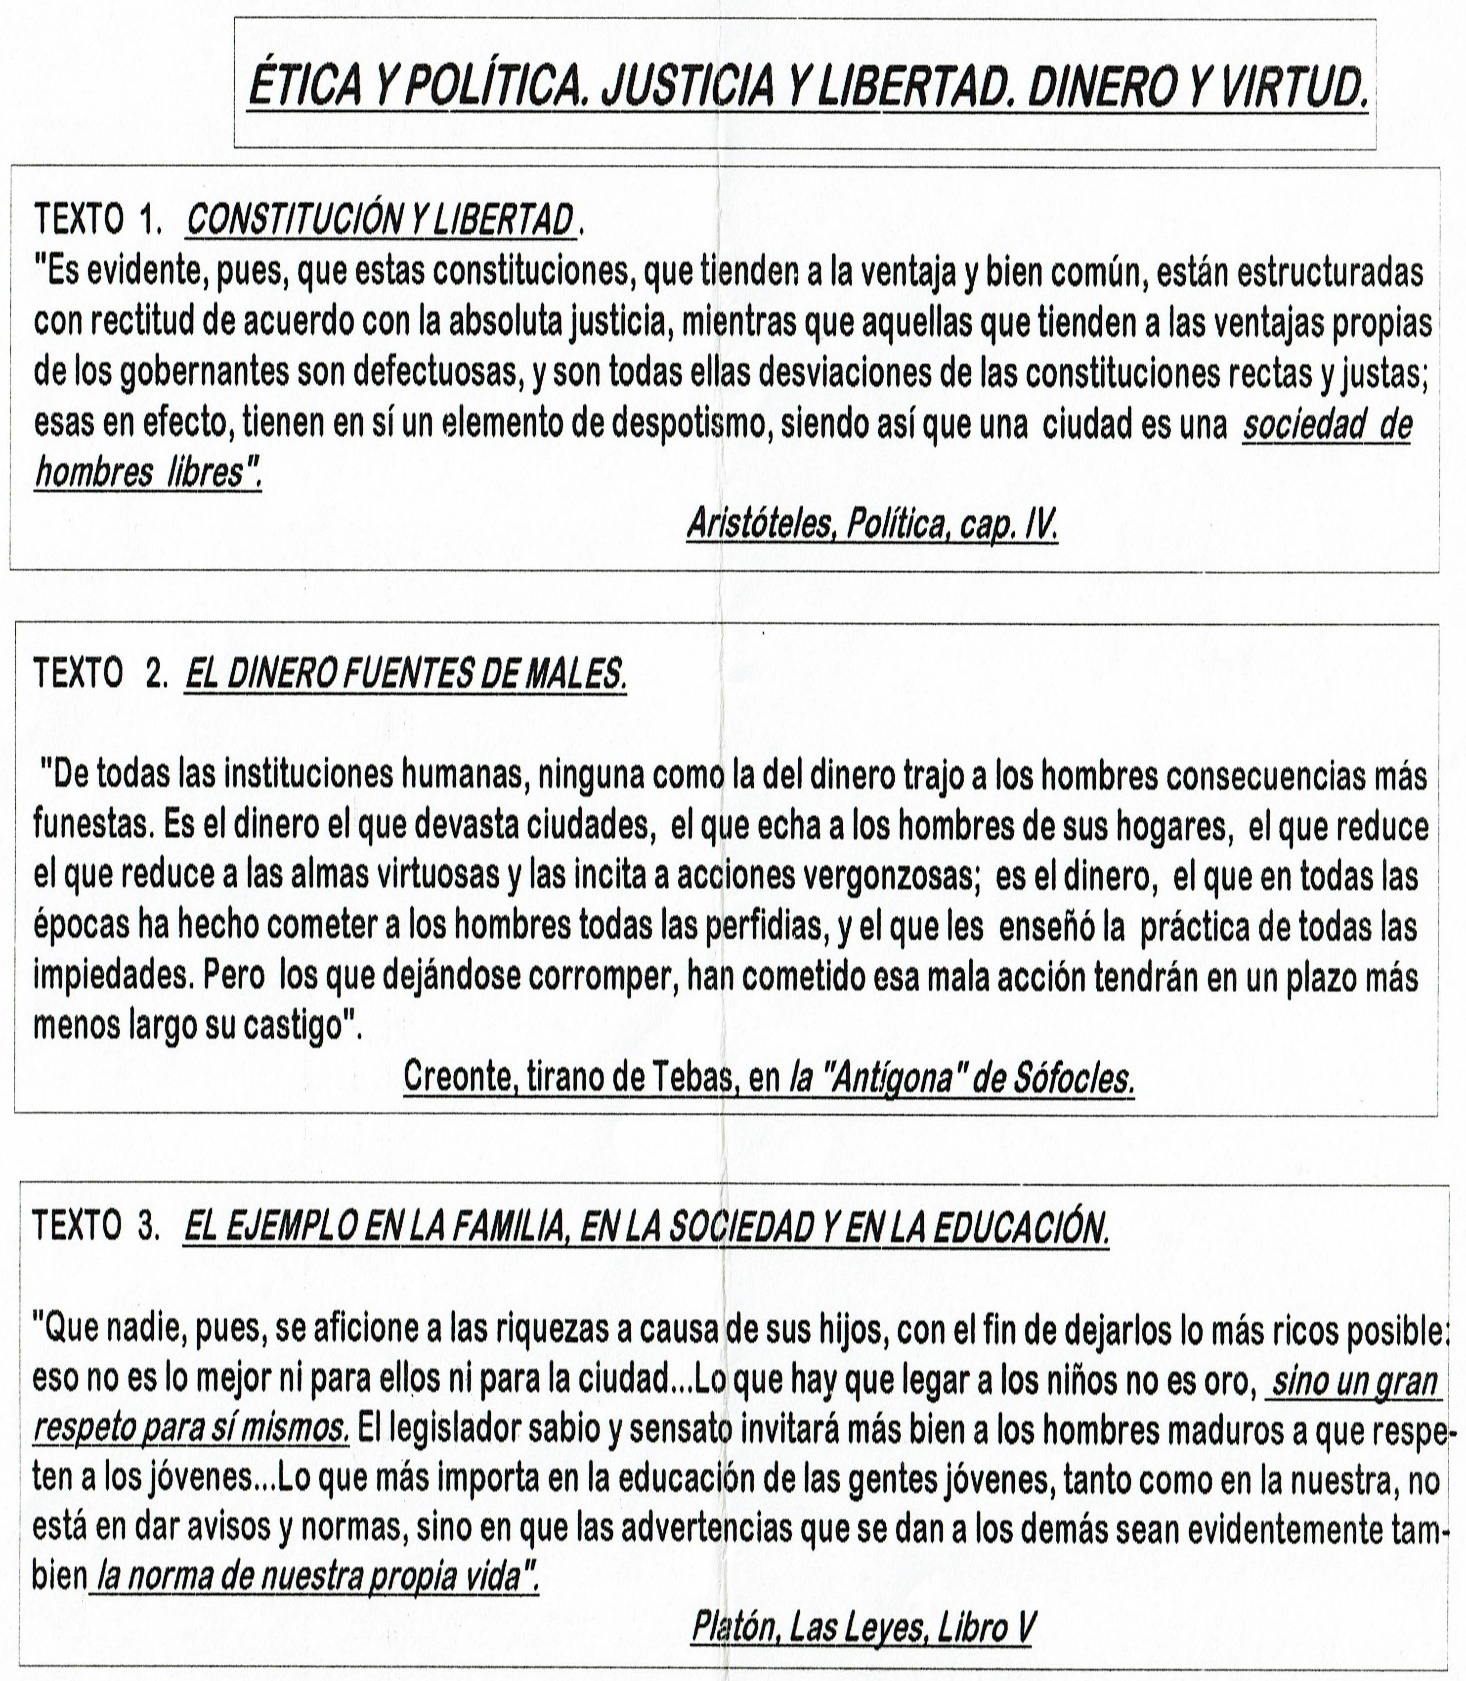 ÉTICA Y POLÍTICA. JUSTICIA Y LIBERTAD. DINERO Y VIRTUD.
TEXTO 1. CONSTITUCIÓN Y LIBERTAD.
"Es evidente, pues, que estas constituciones, que tienden a la ventaja y bien común, están estructuradas
con rectitud de acuerdo con la absoluta justicia, mientras que aquellas que tienden a las ventajas propias
de los gobernantes son defectuosas, y son todas ellas desviaciones de las constituciones rectas y justas;
esas en efecto, tienen en sí un elemento de despotismo, siendo así que una ciudad es una sociedad de
hombres libres".
Aristóteles, Política, cap. IV.
TEXTO 2. EL DINERO FUENTES DE MALES.
"De todas las instituciones humanas, ninguna como la del dinero trajo a los hombres consecuencias más
funestas. Es el dinero el que devasta ciudades, el que echa a los hombres de sus hogares, el que reduce
el que reduce a las almas virtuosas y las incita a acciones vergonzosas; es el dinero, el que en todas las
épocas ha hecho cometer a los hombres todas las perfidias, y el que les enseñó la práctica de todas las
impiedades. Pero los que dejándose corromper, han cometido esa mala acción tendrán en un plazo más
menos largo su castigo".
Creonte, tirano de Tebas, en la "Antígona" de Sófocles.
TEXTO 3. EL EJEMPLO EN LA FAMILIA, EN LA SOCIEDAD Y EN LA EDUCACIÓN.
"Que nadie, pues, se aficione a las riquezas a causa de sus hijos, con el fin de dejarlos lo más ricos posible:
eso no es lo mejor ni para ellos ni para la ciudad...Lo que hay que legar a los niños no es oro, sino un gran
respeto para sí mismos. El legislador sabio y sensato invitará más bien a los hombres maduros a que respe-
ten a los jóvenes...Lo que más importa en la educación de las gentes jóvenes, tanto como en la nuestra, no
está en dar avisos y normas, sino en que las advertencias que se dan a los demás sean evidentemente tam-
bien la norma de nuestra propia vida".
Platón, Las Leyes, Libro V